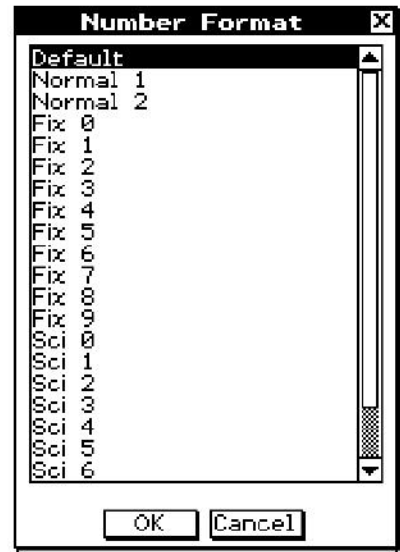 Number Format
Default
Normal 1
Normal 2
Fix 0
Fix 1
Fix 2
Fix 3
Fix 4
Fix 5
Fix 6
Fix 7
Fix 8
Fix 9
Sci 0
Sci 1
Sci 2
Sci 3
Sci 4
Sci 5
Sci 6
OK Cancel